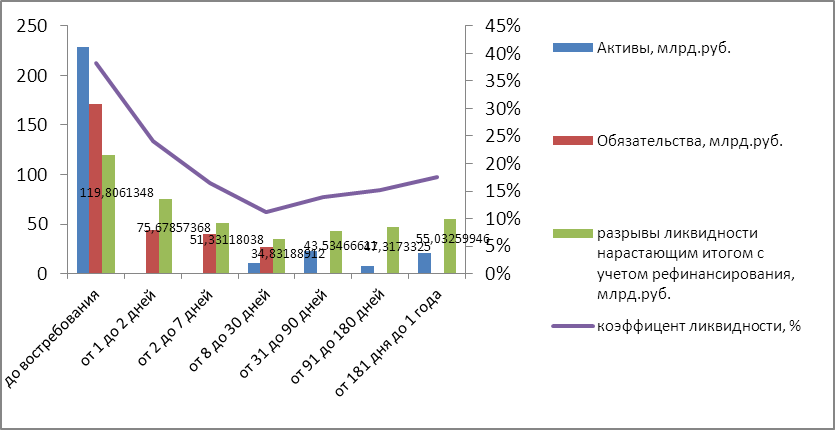 250
200
150
100
50
0
45%
40%
35%
30%
25%
20%
15%
10%
5%
0%
119,8061348
75,67857368
51,33118038
34,83188912
43,53466611
47,3173325
55,03259946
до востребования
от 1 до 2 дней
от 2 до 7 дней
от 8 до 30 дней
от 31 до 90 дней
от 91 до 180 дней
от 181 дня до 1 года
Активы, млрд.руб.
Обязательства, млрд.руб.
разрывы ликвидности
нарастающим итогом с
учетом рефинансирования,
млрд.руб.
коэффицент ликвидности, %